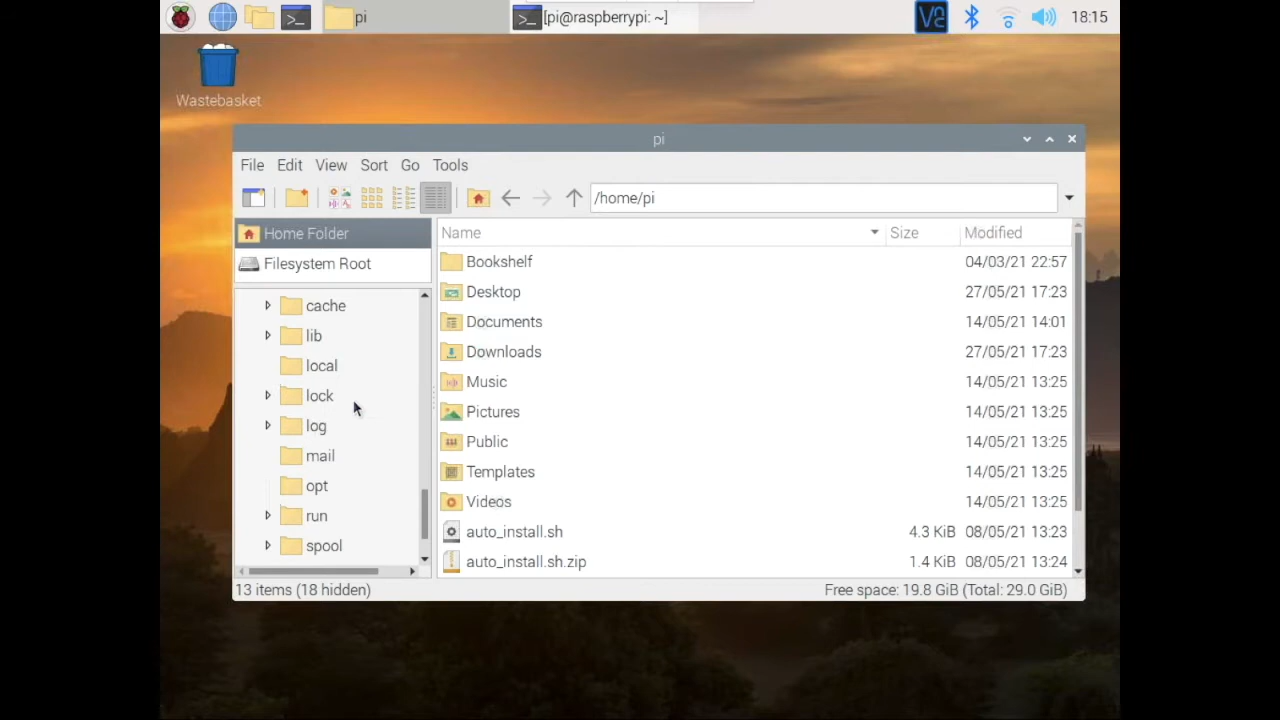 pi
[pi@raspberrypi: ~]
V2
18:15
Wastebasket
pi
File Edit View Sort Go Tools
/home/pi
Home Folder
Filesystem Root
cache
lib
local
lock
log
mail
opt
run
spool
Name Size Modified
Bookshelf 04/03/21 22:57
Desktop 27/05/21 17:23
Documents 14/05/21 14:01
Downloads 27/05/21 17:23
Music 14/05/21 13:25
Pictures 14/05/21 13:25
Public 14/05/21 13:25
Templates 14/05/21 13:25
Videos 14/05/21 13:25
auto_install.sh 4.3 KiB 08/05/21 13:23
auto_install.sh.zip 1.4 KiB 08/05/21 13:24
13 items (18 hidden) Free space: 19.8 GiB (Total: 29.0 GiB)